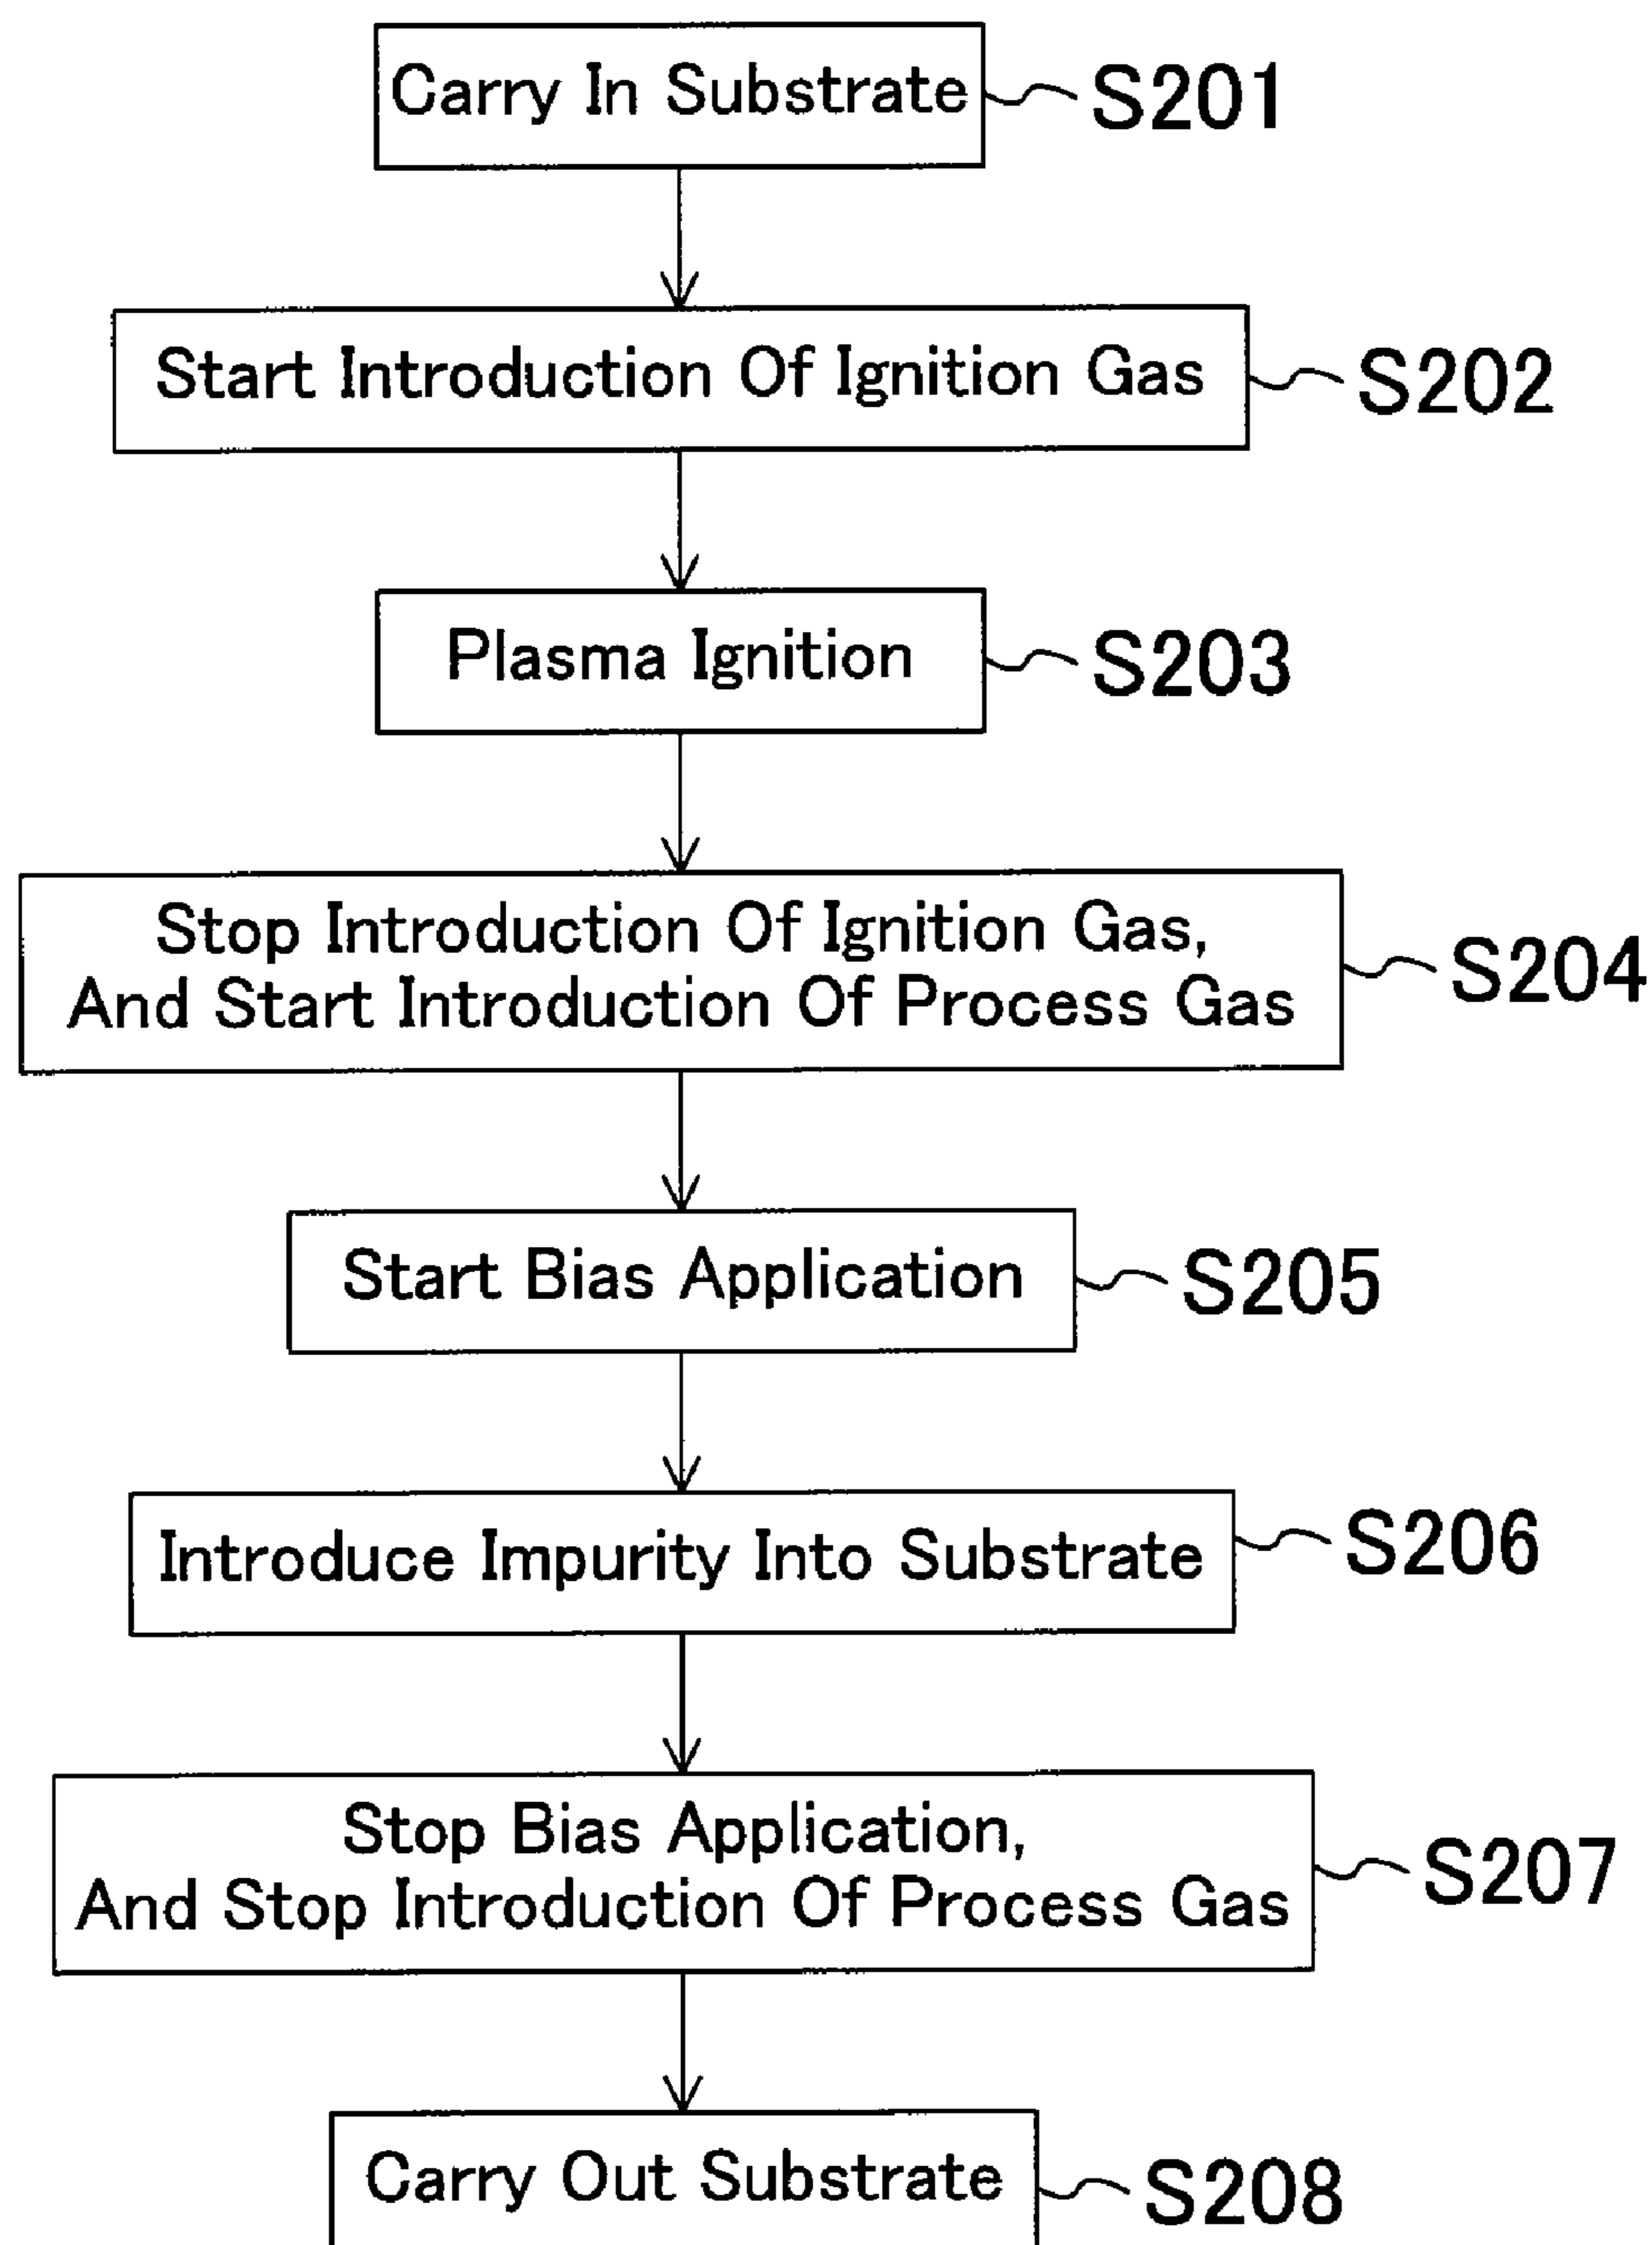 Carry In Substrate
S201
Start Introduction Of Ignition Gas
S202
Plasma Ignition
S203
Stop Introduction Of Ignition Gas,
And Start Introduction Of Process Gas
S204
Start Bias Application
S205
Introduce Impurity Into Substrate
S206
Stop Bias Application,
And Stop Introduction Of Process Gas
S207
Carry Out Substrate
S208